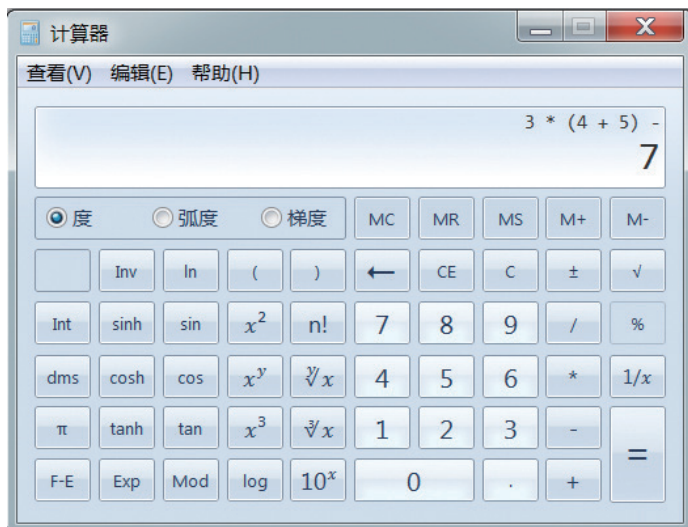 计算器
查看(V) 编辑(E) 帮助(H)
3 * (4 + 5) -
7
度 弧度 梯度 MC MR MS M+ M-
Inv ln ( ) ← CE C ± √
Int sinh sin x² n! 7 8 9 / %
dms cosh cos xʸ ʸ√x 4 5 6 * 1/x
π tanh tan x³ ³√x 1 2 3 - =
F-E Exp Mod log 10ˣ 0 . +